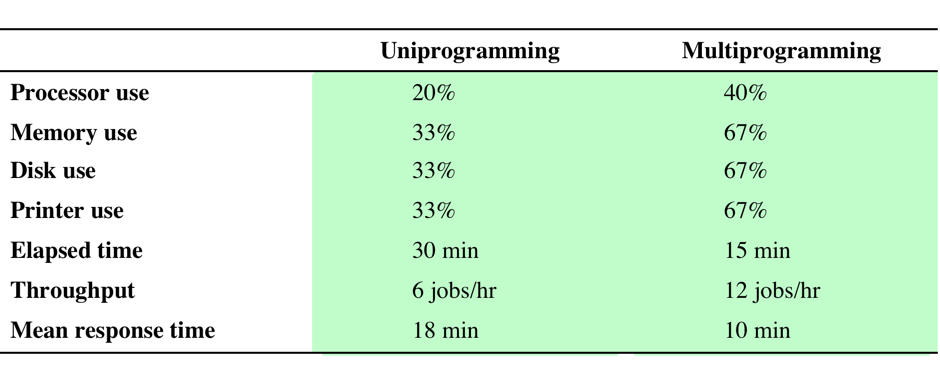 Uniprogramming Multiprogramming
Processor use 20% 40%
Memory use 33% 67%
Disk use 33% 67%
Printer use 33% 67%
Elapsed time 30 min 15 min
Throughput 6 jobs/hr 12 jobs/hr
Mean response time 18 min 10 min